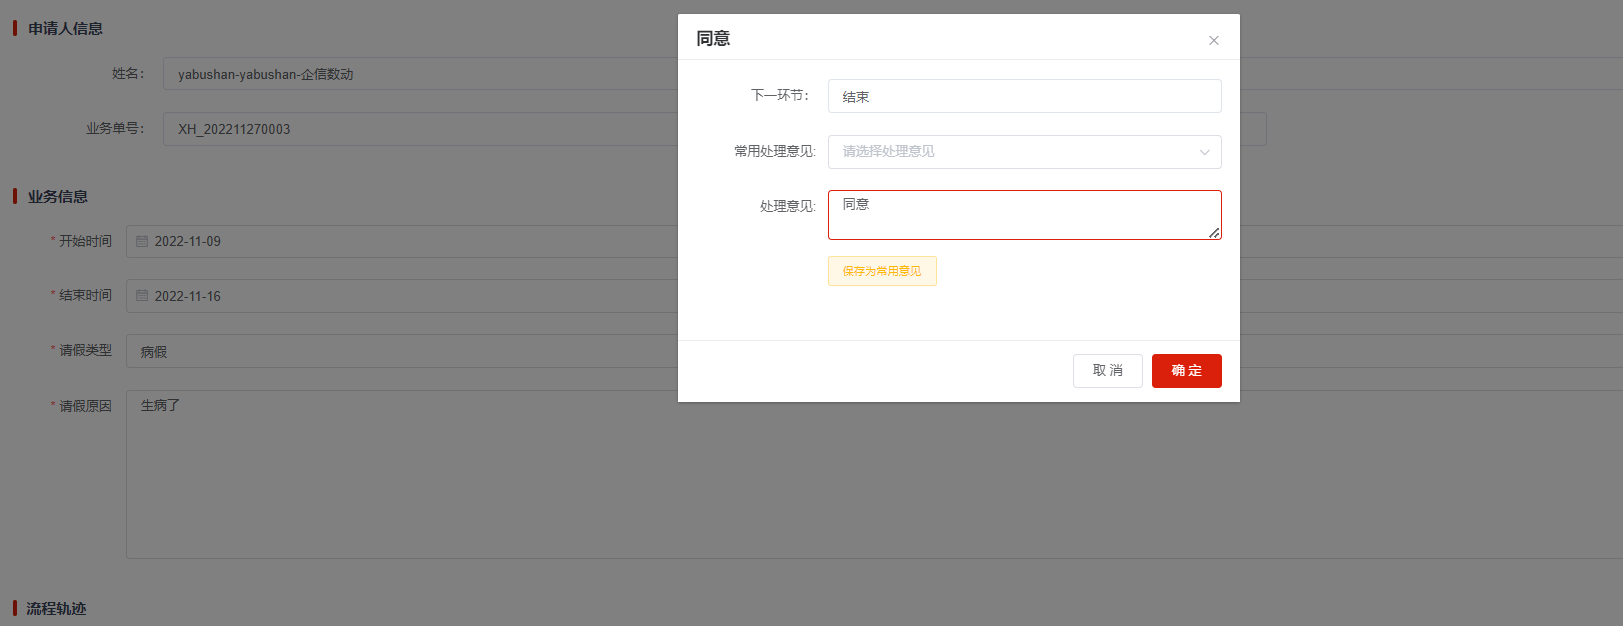 申请人信息
姓名： yabushan-yabushan-企信数动
业务单号： XH_202211270003
业务信息
* 开始时间 2022-11-09
* 结束时间 2022-11-16
* 请假类型 病假
* 请假原因 生病了
流程轨迹
同意
下一环节： 结束
常用处理意见: 请选择处理意见
处理意见: 同意
保存为常用意见
取 消 确 定